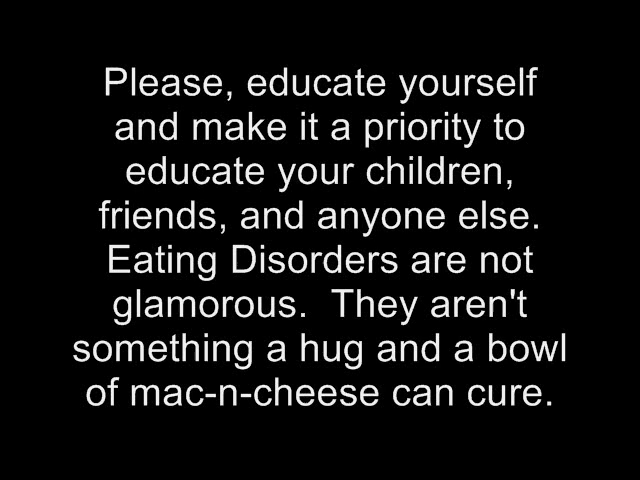 Please, educate yourself
and make it a priority to
educate your children,
friends, and anyone else.
Eating Disorders are not
glamorous.  They aren't
something a hug and a bowl
of mac-n-cheese can cure.